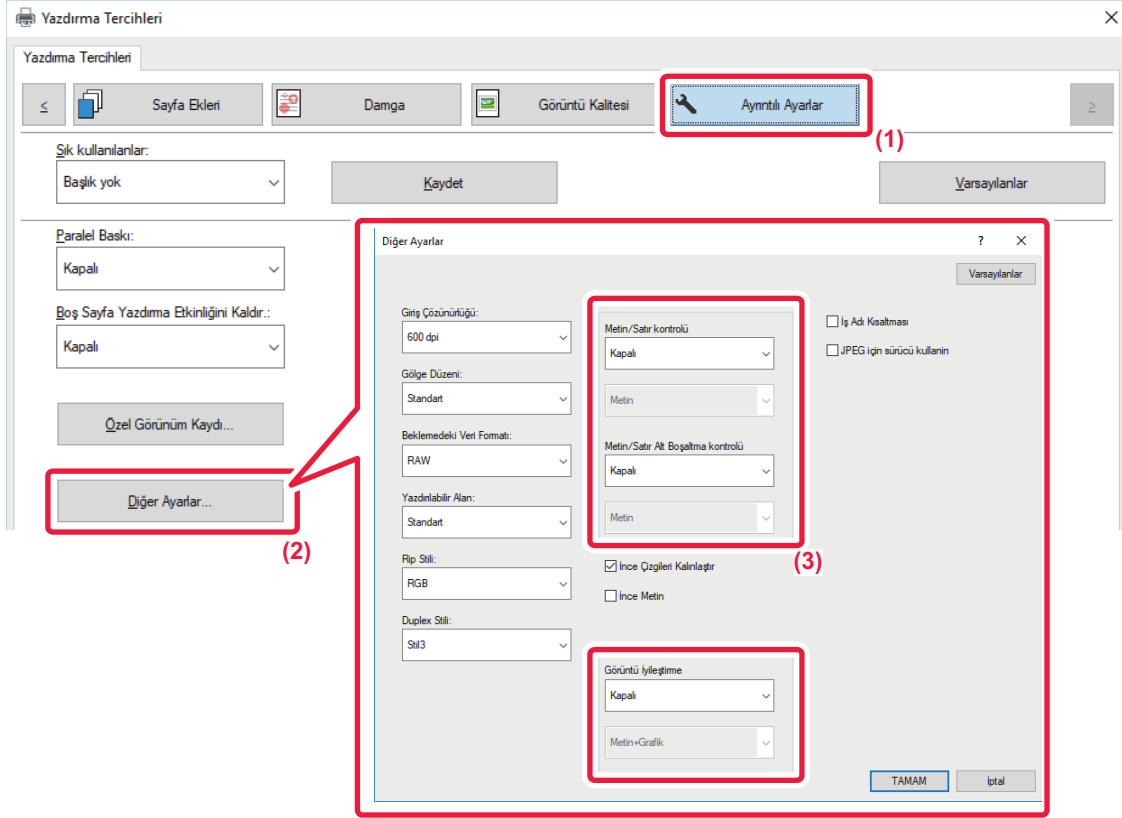 Yazdırma Tercihleri
Yazdırma Tercihleri
<
Sayfa Ekleri
Damga
Görüntü Kalitesi
Ayrıntılı Ayarlar
>
(1)
Sık kullanılanlar:
Başlık yok
Kaydet
Varsayılanlar
Paralel Baskı:
Kapalı
Boş Sayfa Yazdırma Etkinliğini Kaldır.:
Kapalı
Özel Görünüm Kaydı...
Diğer Ayarlar...
(2)
Diğer Ayarlar
?
Varsayılanlar
Giriş Çözünürlüğü:
600 dpi
Gölge Düzeni:
Standart
Beklemedeki Veri Formatı:
RAW
Yazdırılabilir Alan:
Standart
Rip Stili:
RGB
Duplex Stili:
Stil3
Metin/Satır kontrolü
Kapalı
Metin
Metin/Satır Alt Boşaltma kontrolü
Kapalı
Metin
(3)
İnce Çizgileri Kalınlaştır
İnce Metin
Görüntü İyileştirme
Kapalı
Metin+Grafik
İş Adı Kısaltması
JPEG için sürücü kullanin
TAMAM
İptal